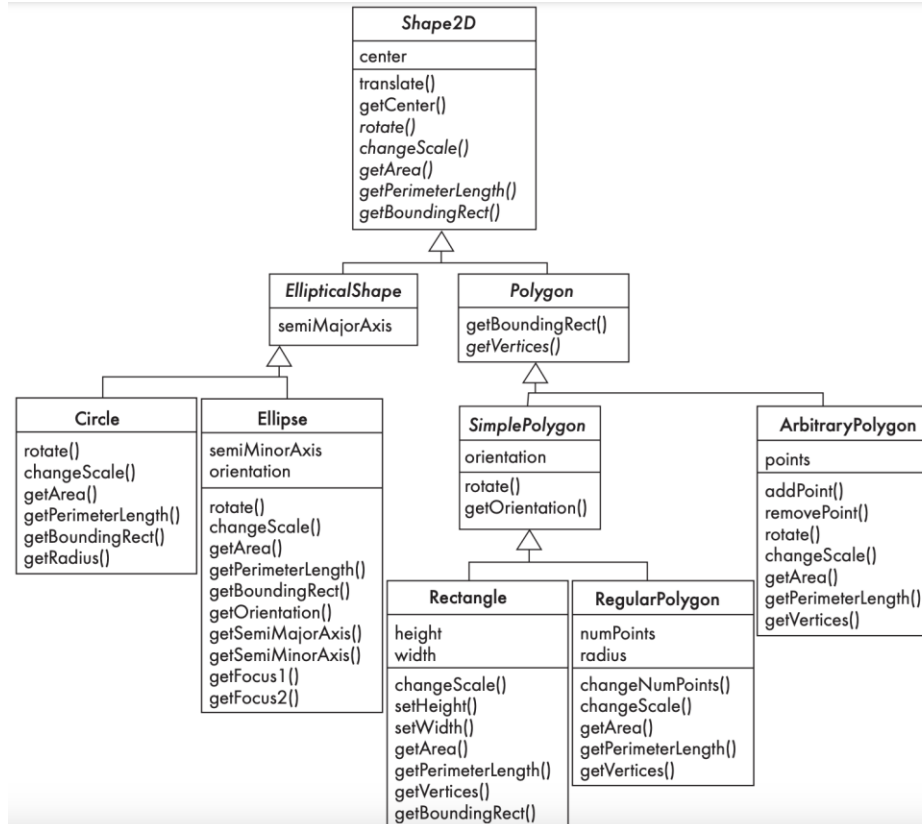 Shape2D
center
translate()
getCenter()
rotate()
changeScale()
getArea()
getPerimeterLength()
getBoundingRect()
EllipticalShape
semiMajorAxis
Polygon
getBoundingRect()
getVertices()
Circle
rotate()
changeScale()
getArea()
getPerimeterLength()
getBoundingRect()
getRadius()
Ellipse
semiMinorAxis
orientation
rotate()
changeScale()
getArea()
getPerimeterLength()
getBoundingRect()
getOrientation()
getSemiMajorAxis()
getSemiMinorAxis()
getFocus1()
getFocus2()
SimplePolygon
orientation
rotate()
getOrientation()
ArbitraryPolygon
points
addPoint()
removePoint()
rotate()
changeScale()
getArea()
getPerimeterLength()
getVertices()
Rectangle
height
width
changeScale()
setHeight()
setWidth()
getArea()
getPerimeterLength()
getVertices()
getBoundingRect()
RegularPolygon
numPoints
radius
changeNumPoints()
changeScale()
getArea()
getPerimeterLength()
getVertices()